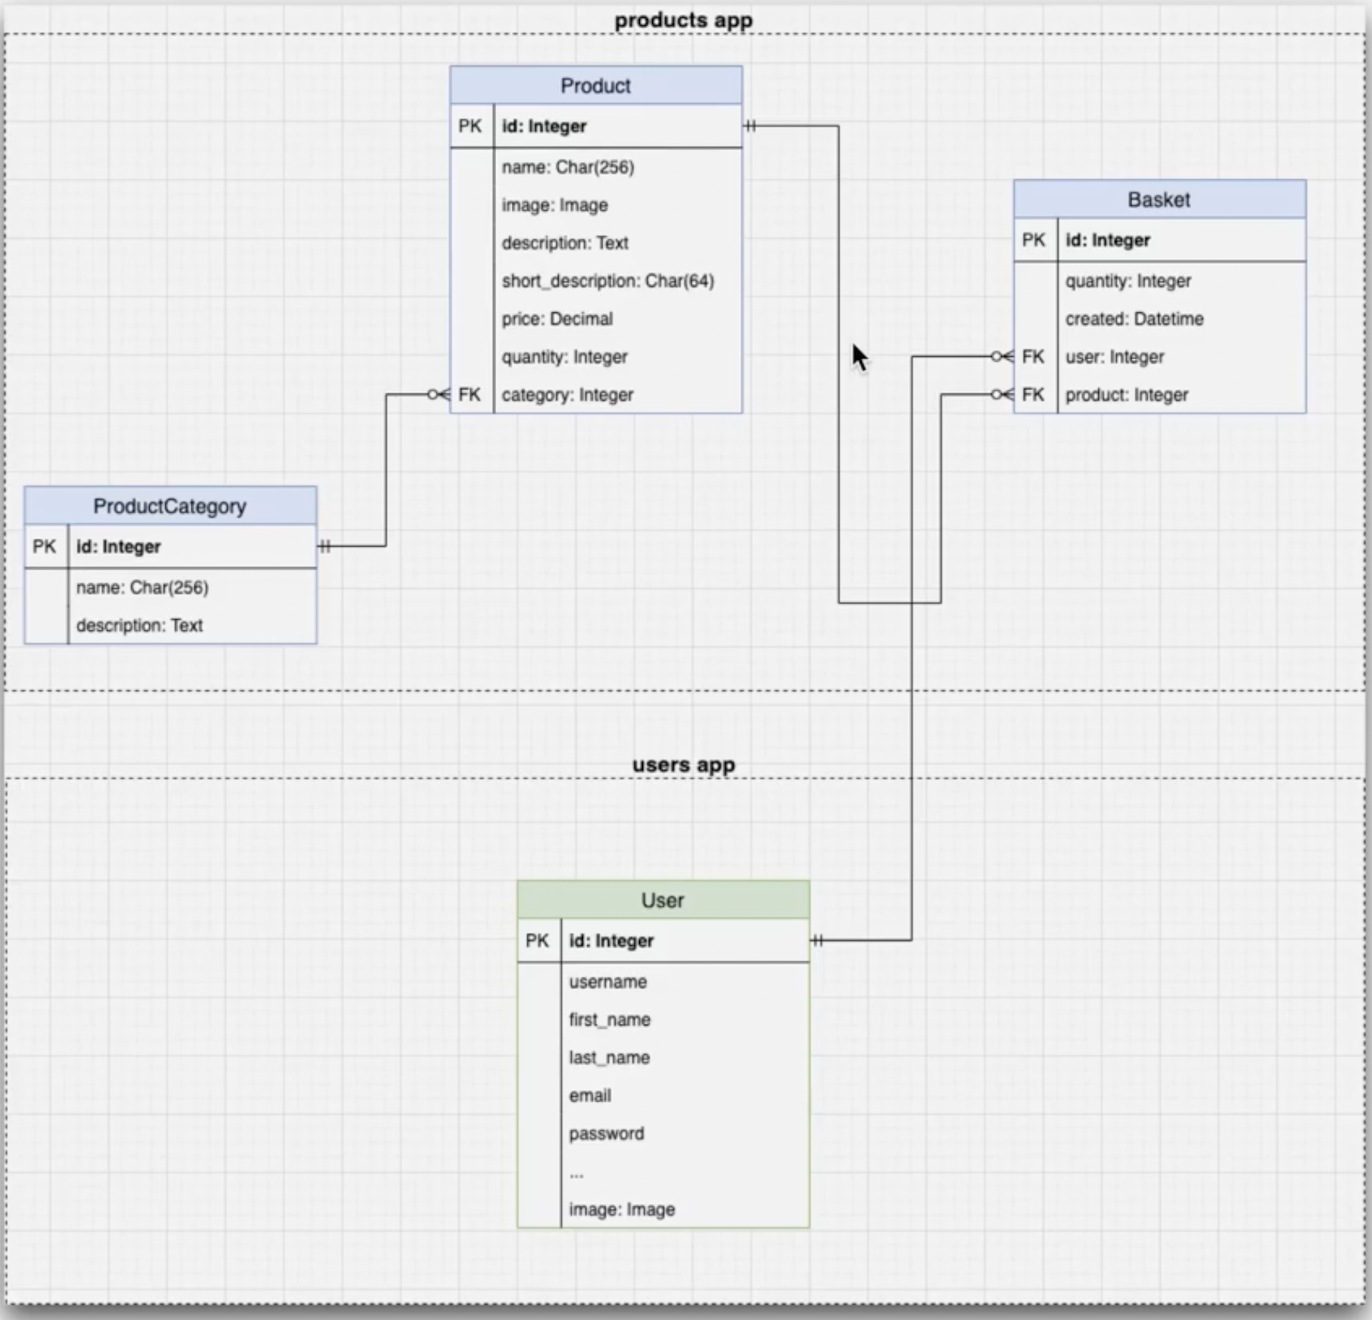 products app
Product
PK id: Integer
name: Char(256)
image: Image
description: Text
short_description: Char(64)
price: Decimal
quantity: Integer
FK category: Integer
Basket
PK id: Integer
quantity: Integer
created: Datetime
FK user: Integer
FK product: Integer
ProductCategory
PK id: Integer
name: Char(256)
description: Text
users app
User
PK id: Integer
username
first_name
last_name
email
password
...
image: Image